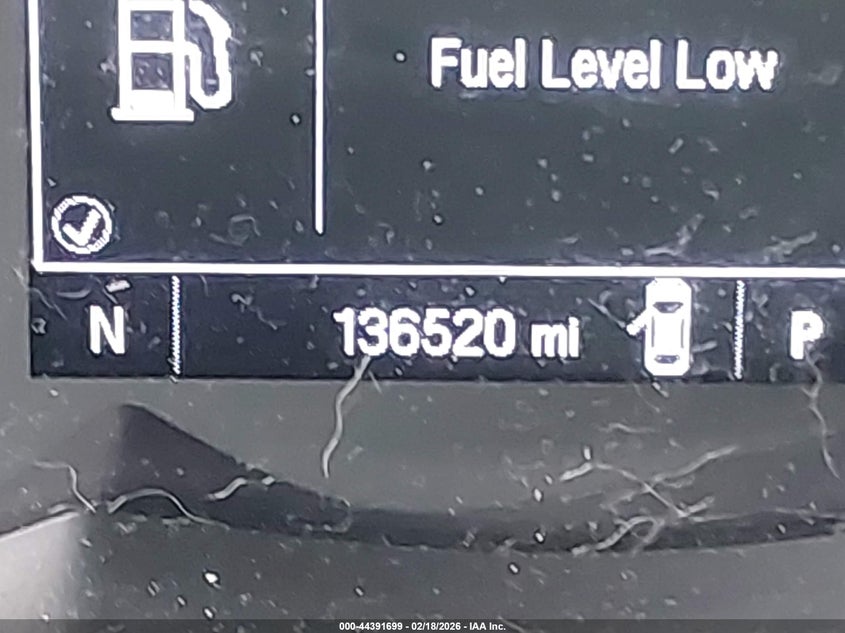 Fuel Level Low
N 136520 mi P
000-44391699 - 02/18/2026 - IAA Inc.